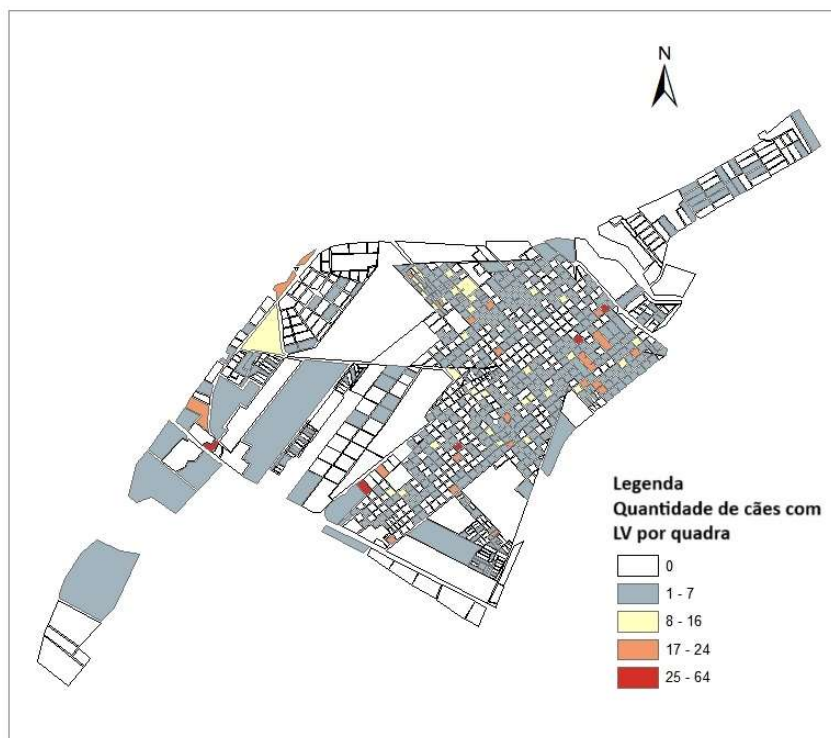 N
Legenda
Quantidade de cães com
LV por quadra
0
1 - 7
8 - 16
17 - 24
25 - 64